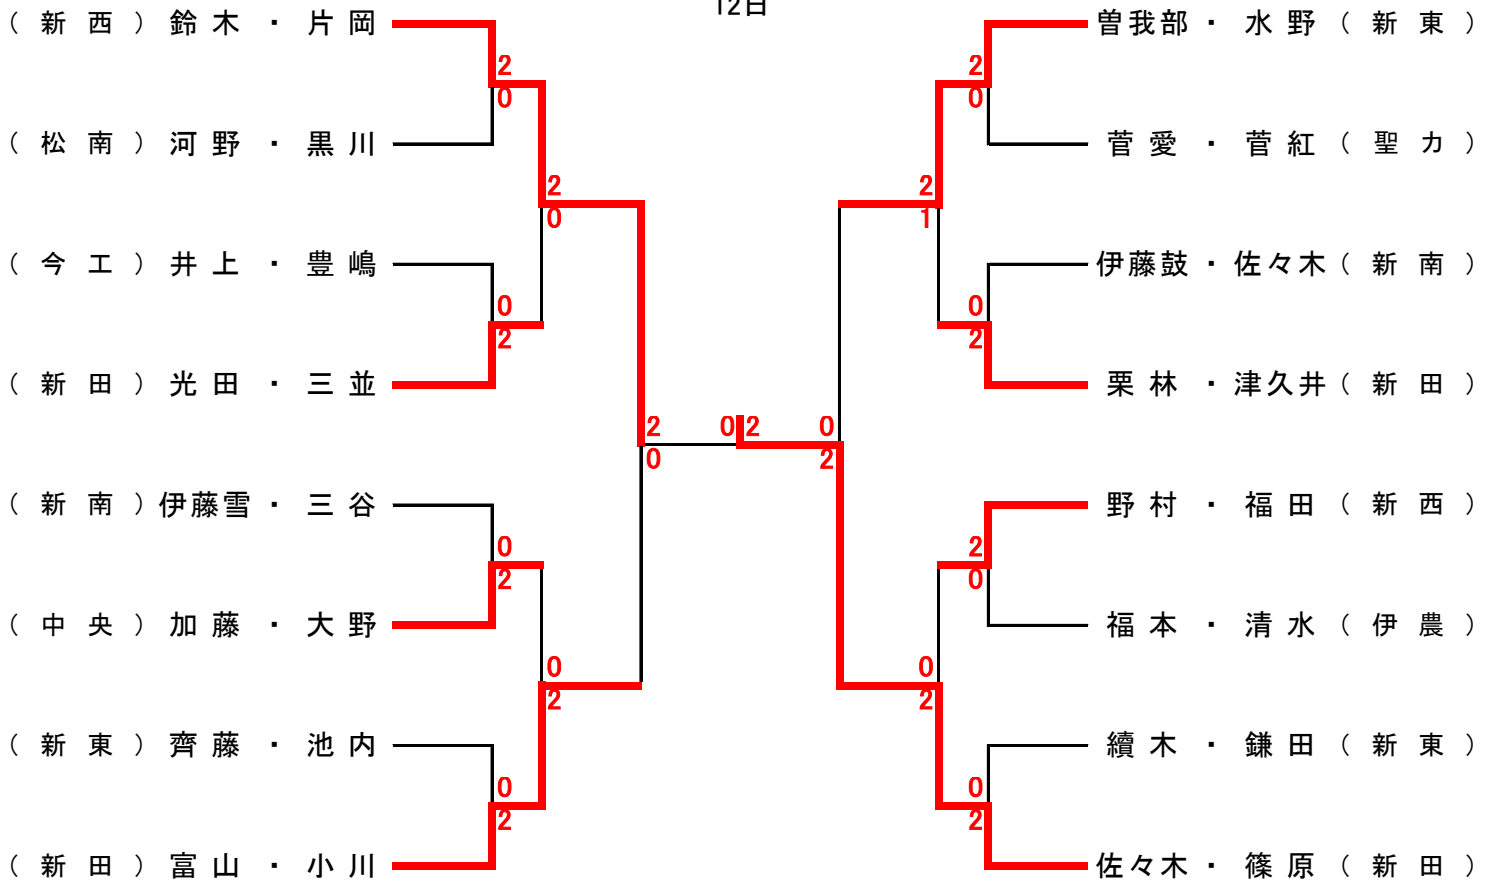 12日
(新西) 鈴木・片岡
2
0
(松南) 河野・黒川
2
0
(今工) 井上・豊嶋
0
2
(新田) 光田・三並
2
0
(新南) 伊藤雪・三谷
0
2
(中央) 加藤・大野
0
2
(新東) 齊藤・池内
0
2
(新田) 富山・小川
0 2
曽我部・水野 (新東)
2
0
菅愛・菅紅 (聖カ)
2
1
伊藤鼓・佐々木 (新南)
0
2
栗林・津久井 (新田)
0
2
野村・福田 (新西)
2
0
福本・清水 (伊農)
0
2
續木・鎌田 (新東)
0
2
佐々木・篠原 (新田)